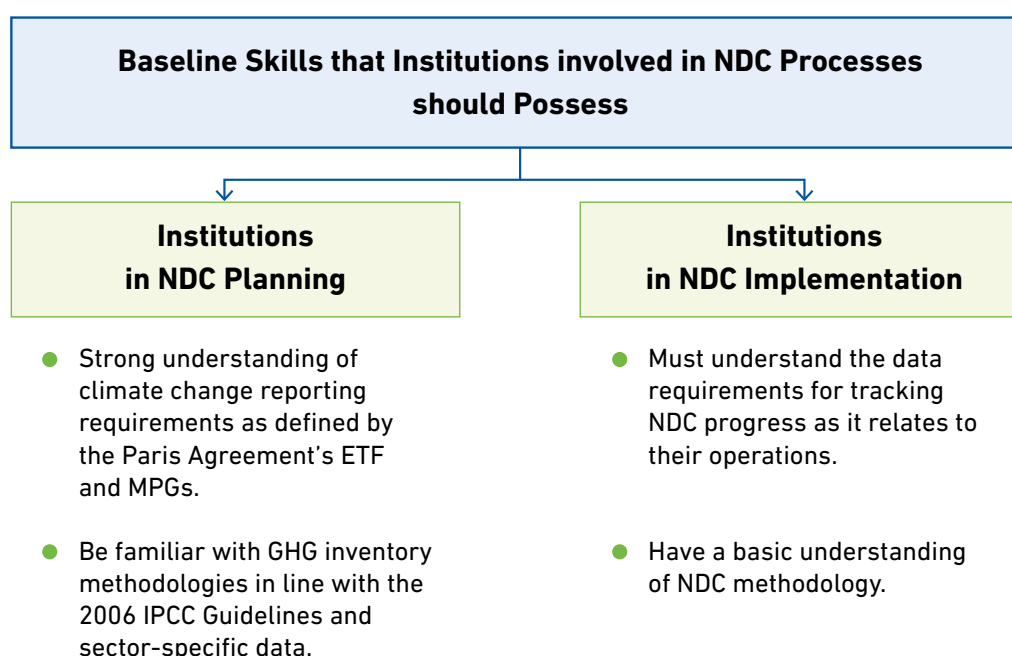 Baseline Skills that Institutions involved in NDC Processes
should Possess
Institutions
in NDC Planning
Strong understanding of
climate change reporting
requirements as defined by
the Paris Agreement’s ETF
and MPGs.
Be familiar with GHG inventory
methodologies in line with the
2006 IPCC Guidelines and
sector-specific data.
Institutions
in NDC Implementation
Must understand the data
requirements for tracking
NDC progress as it relates to
their operations.
Have a basic understanding
of NDC methodology.